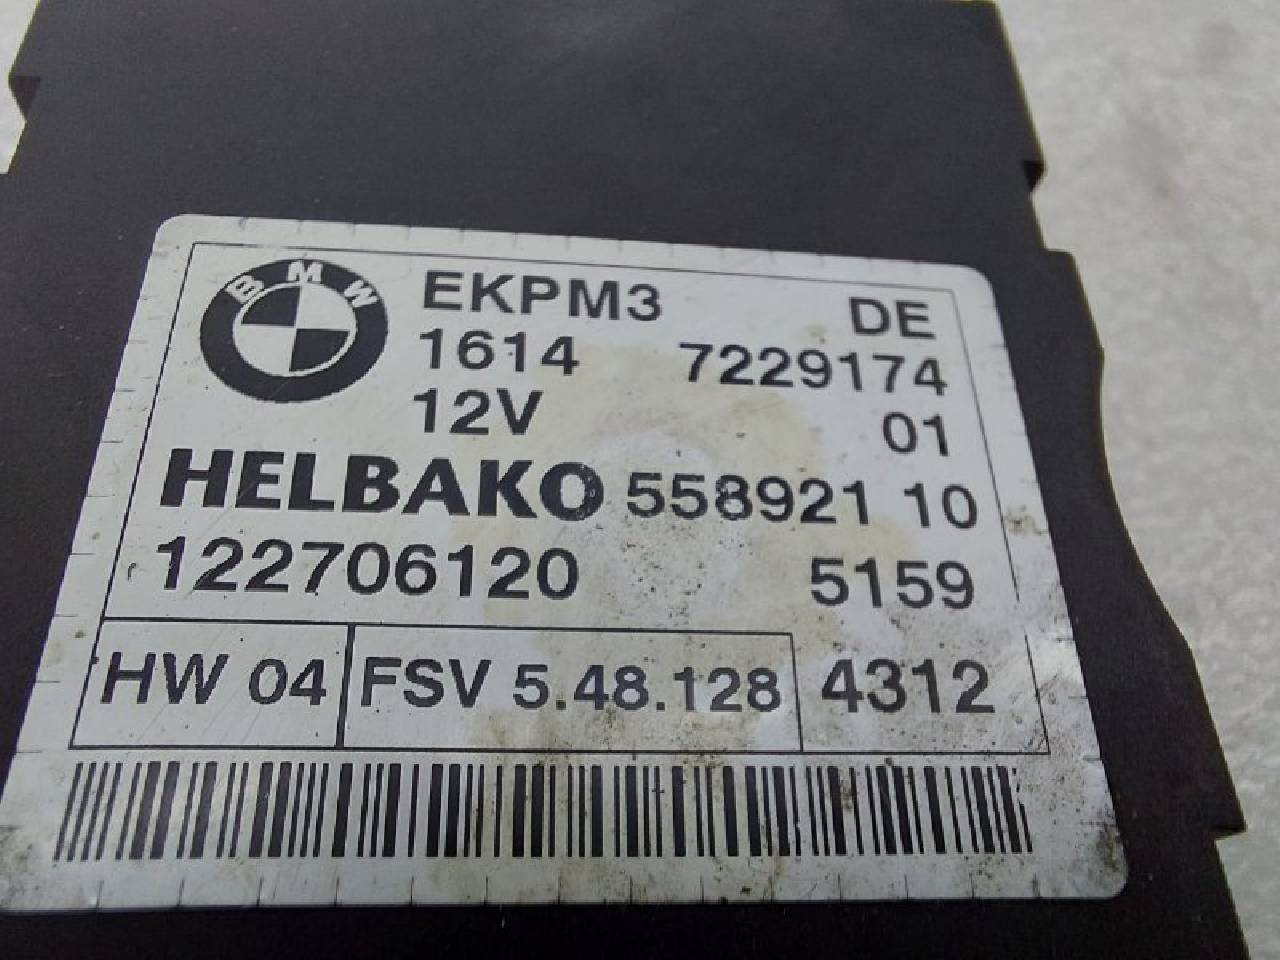 BMW
EKPM3 DE
1614 7229174
12V 01
HELBAKO 558921 10
122706120 5159
HW 04 FSV 5.48.128 4312